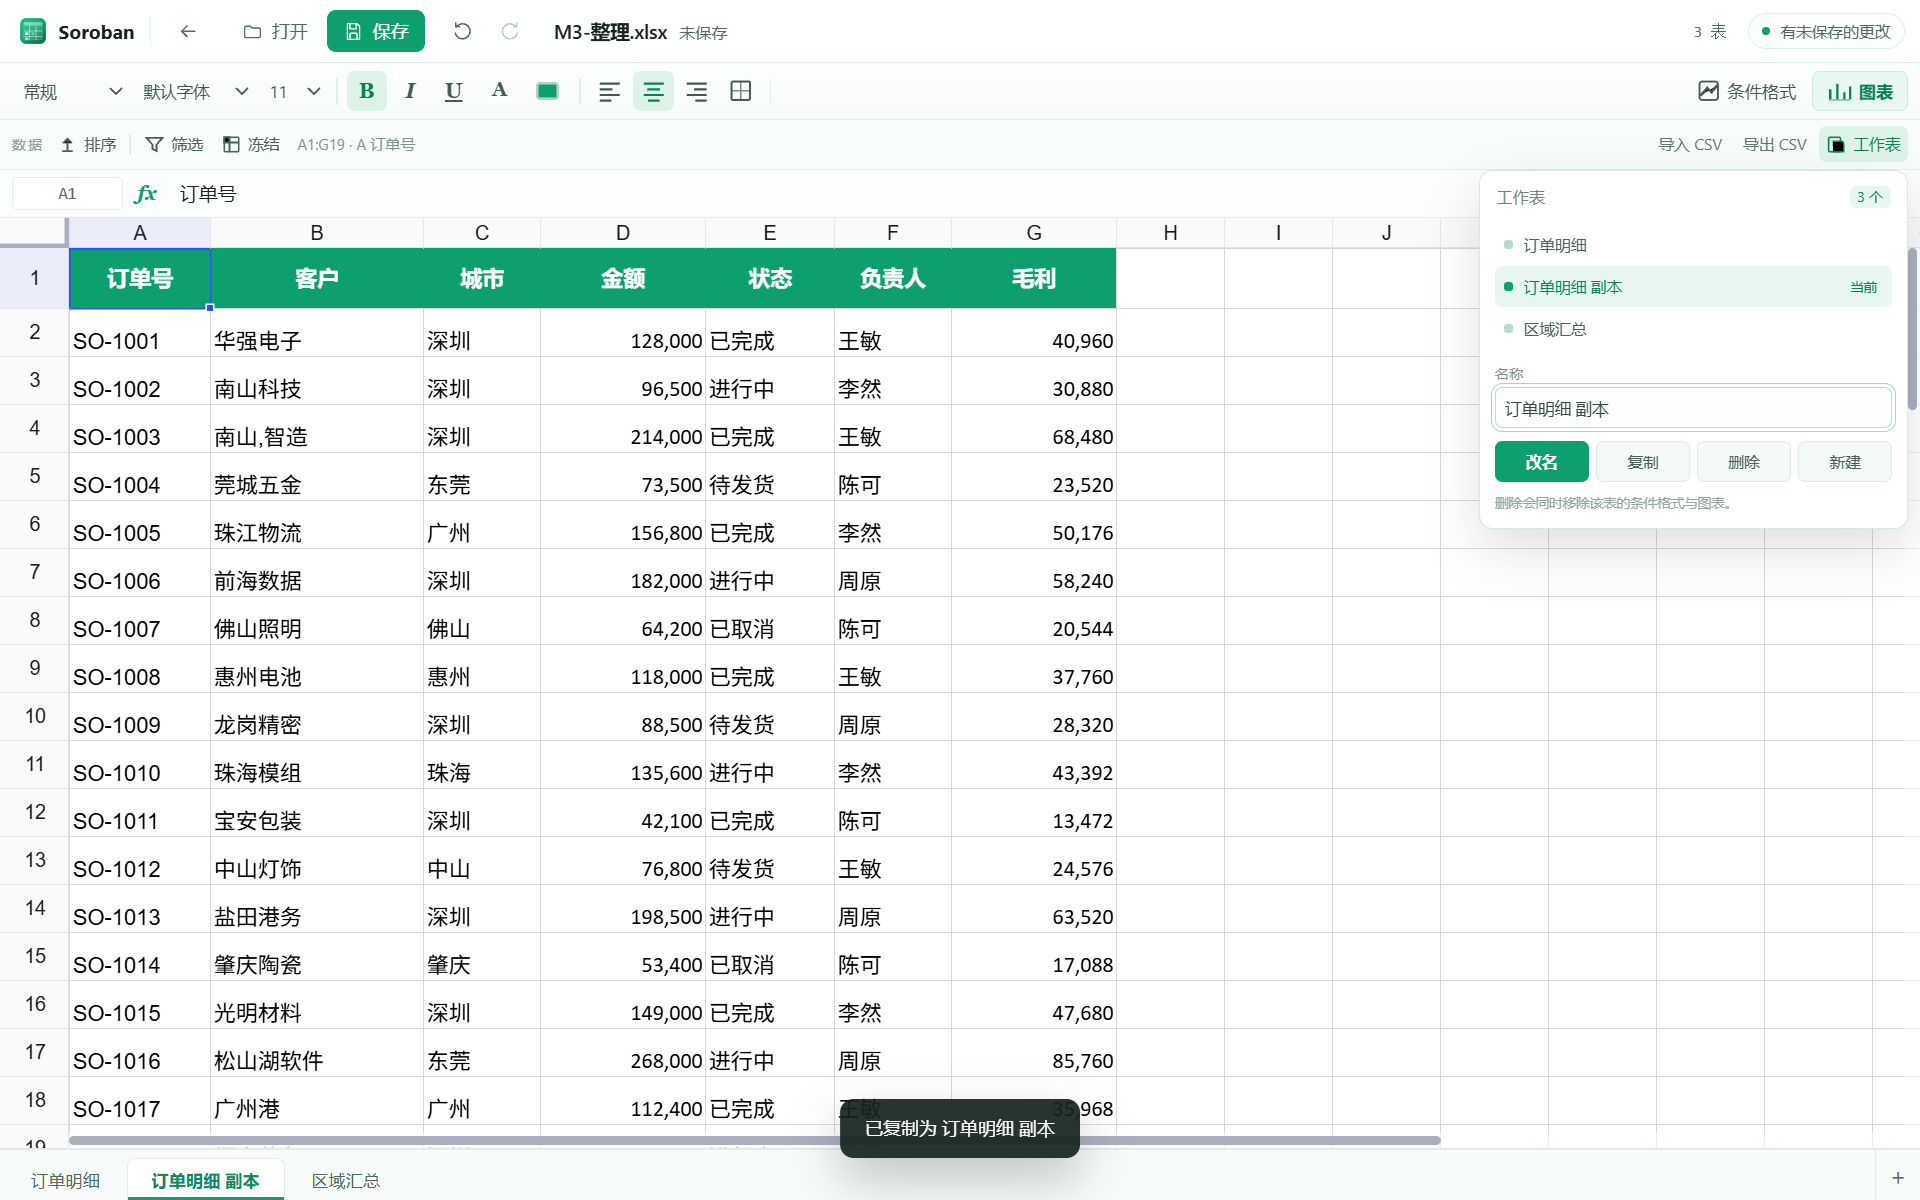 Soroban
打开
保存
M3-整理.xlsx 未保存
3 表
有未保存的更改
常规
默认字体
11
B I U A
条件格式
图表
数据
排序
筛选
冻结
A1:G19 · A 订单号
导入 CSV
导出 CSV
工作表
A1 fx 订单号
A B C D E F G H I J
1 订单号 客户 城市 金额 状态 负责人 毛利
2 SO-1001 华强电子 深圳 128,000 已完成 王敏 40,960
3 SO-1002 南山科技 深圳 96,500 进行中 李然 30,880
4 SO-1003 南山,智造 深圳 214,000 已完成 王敏 68,480
5 SO-1004 莞城五金 东莞 73,500 待发货 陈可 23,520
6 SO-1005 珠江物流 广州 156,800 已完成 李然 50,176
7 SO-1006 前海数据 深圳 182,000 进行中 周原 58,240
8 SO-1007 佛山照明 佛山 64,200 已取消 陈可 20,544
9 SO-1008 惠州电池 惠州 118,000 已完成 王敏 37,760
10 SO-1009 龙岗精密 深圳 88,500 待发货 周原 28,320
11 SO-1010 珠海模组 珠海 135,600 进行中 李然 43,392
12 SO-1011 宝安包装 深圳 42,100 已完成 陈可 13,472
13 SO-1012 中山灯饰 中山 76,800 待发货 王敏 24,576
14 SO-1013 盐田港务 深圳 198,500 进行中 周原 63,520
15 SO-1014 肇庆陶瓷 肇庆 53,400 已取消 陈可 17,088
16 SO-1015 光明材料 深圳 149,000 已完成 李然 47,680
17 SO-1016 松山湖软件 东莞 268,000 进行中 周原 85,760
18 SO-1017 广州港 广州 112,400 已完成 王敏 35,968
19
工作表
3 个
订单明细
订单明细 副本
当前
区域汇总
名称
订单明细 副本
改名
复制
删除
新建
删除会同时移除该表的条件格式与图表。
已复制为 订单明细 副本
订单明细
订单明细 副本
区域汇总
+